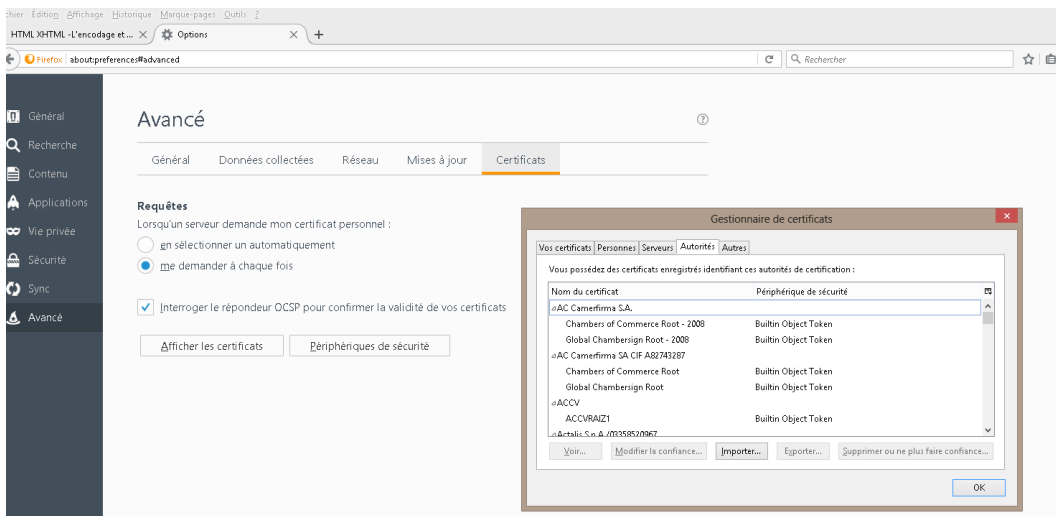 chier Édition Affichage Historique Marque-pages Outils ?
HTML XHTML -L'encodage et ... × Options × +
Firefox about:preferences#advanced Rechercher
Général
Recherche
Contenu
Applications
Vie privée
Sécurité
Sync
Avancé
Avancé ?
Général Données collectées Réseau Mises à jour Certificats
Requêtes
Lorsqu'un serveur demande mon certificat personnel :
en sélectionner un automatiquement
me demander à chaque fois
Interroger le répondeur OCSP pour confirmer la validité de vos certificats
Afficher les certificats Périphériques de sécurité
Gestionnaire de certificats
Vos certificats Personnes Serveurs Autorités Autres
Vous possédez des certificats enregistrés identifiant ces autorités de certification :
Nom du certificat Périphérique de sécurité
AC Camerfirma S.A.
Chambers of Commerce Root - 2008 Builtin Object Token
Global Chambersign Root - 2008 Builtin Object Token
AC Camerfirma SA CIF A82743287
Chambers of Commerce Root Builtin Object Token
Global Chambersign Root Builtin Object Token
ACCV
ACCVRAIZ1 Builtin Object Token
Actalis S.p.A./03358520967
Voir... Modifier la confiance... Importer... Exporter... Supprimer ou ne plus faire confiance...
OK